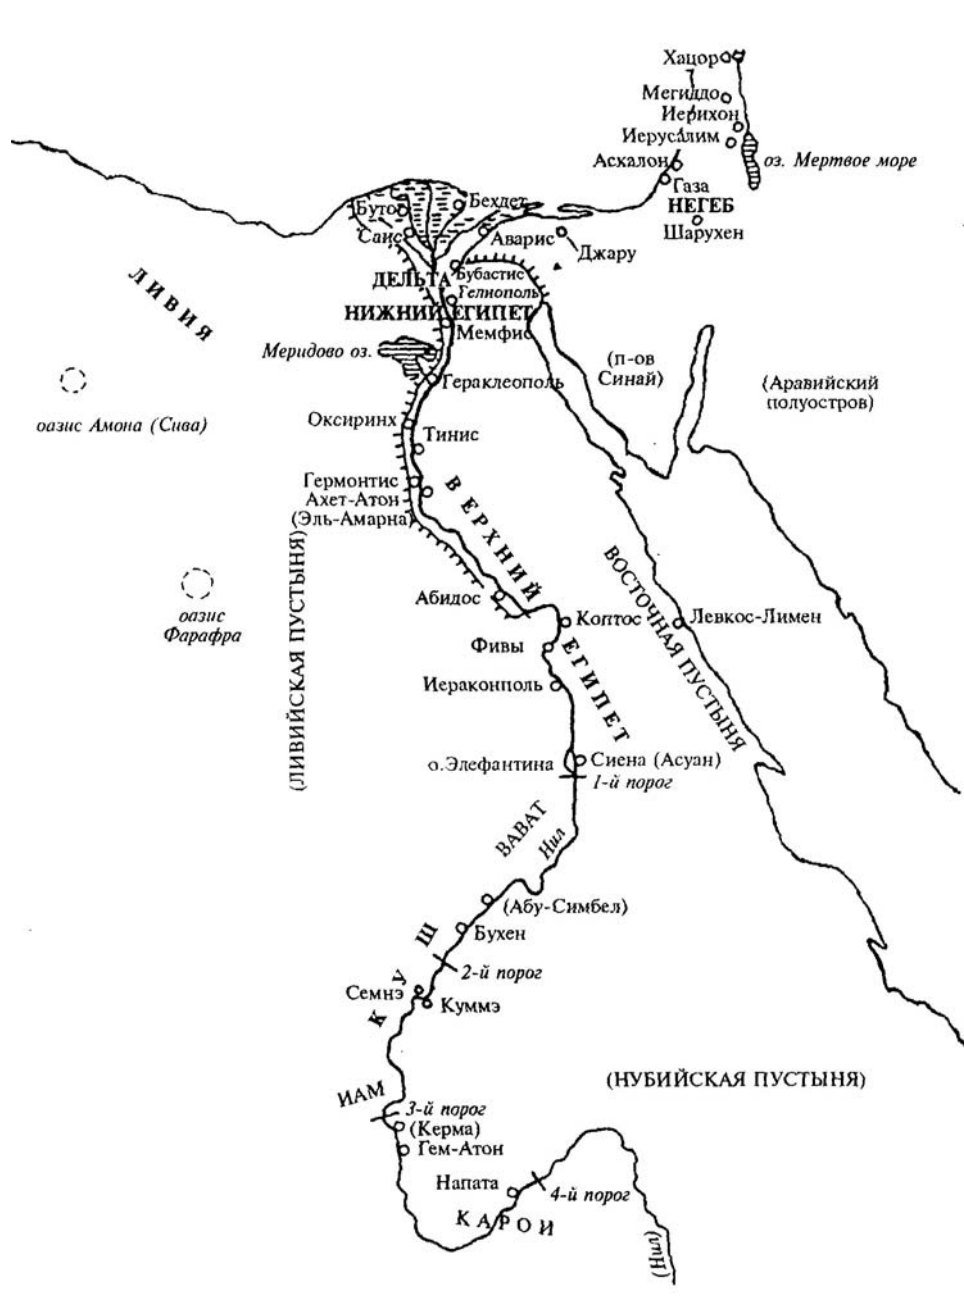 Хацор
Мегиддо
Иерихон
Иерусалим
Аскалон
оз. Мертвое море
Газа
НЕГЕБ
Шарухен
Буто
Бехдет
Саис
Аварис
Джару
ЛИВИЯ
ДЕЛЬТА
Бубастис
Гелиополь
НИЖНИЙ ЕГИПЕТ
Мемфис
Меридово оз.
(п-ов
Синай)
Гераклеополь
(Аравийский
полуостров)
оазис Амона (Сива)
Оксиринх
Тинис
Гермонтис
Ахет-Атон
(Эль-Амарна)
ВЕРХНИЙ
ЕГИПЕТ
(ЛИВИЙСКАЯ ПУСТЫНЯ)
ВОСТОЧНАЯ ПУСТЫНЯ
оазис
Фарафра
Абидос
Коптос
Левкос-Лимен
Фивы
Иераконполь
о.Элефантина
Сиена (Асуан)
1-й порог
ВАВАТ
Нил
(Абу-Симбел)
Бухен
КУШ
2-й порог
Семнэ
Куммэ
(НУБИЙСКАЯ ПУСТЫНЯ)
ИАМ
3-й порог
(Керма)
Гем-Атон
Напата
4-й порог
КАРОИ
(Нил)